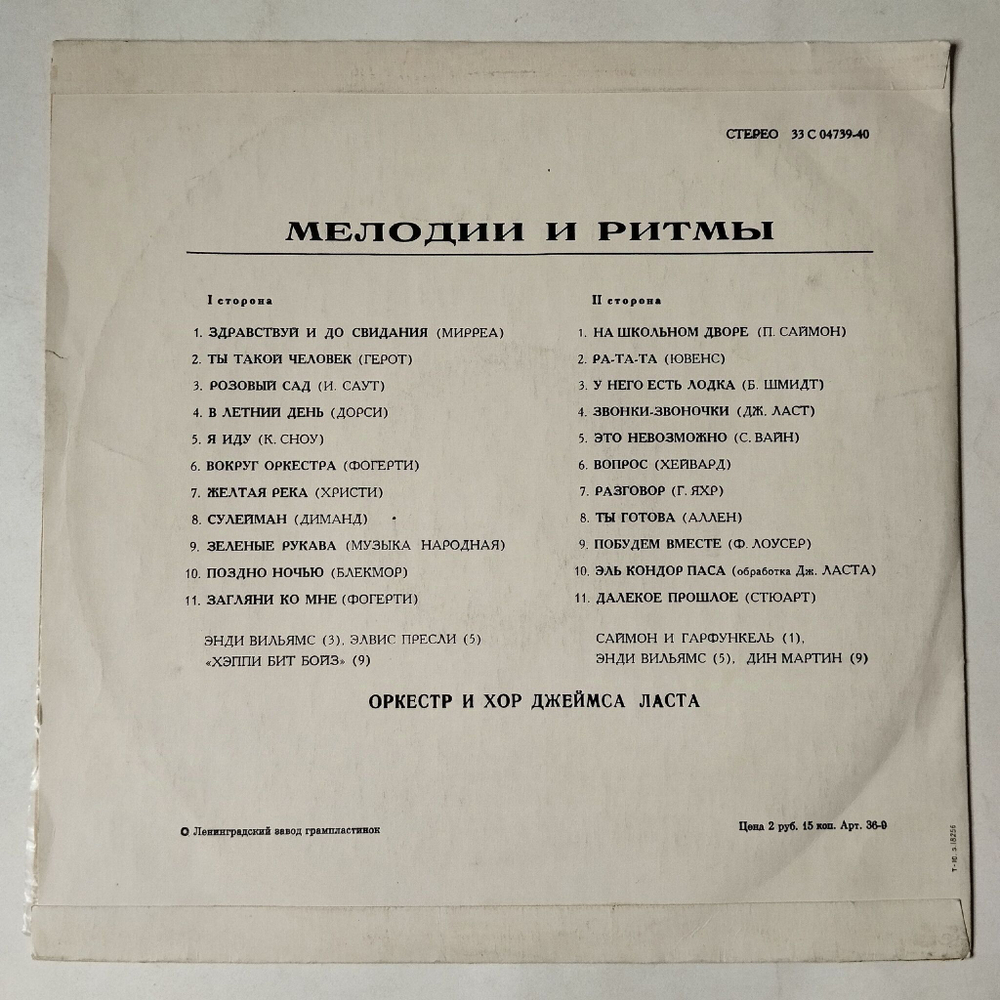 СТЕРЕО 33 С 04739-40
МЕЛОДИИ И РИТМЫ
I сторона
1. ЗДРАВСТВУЙ И ДО СВИДАНИЯ (МИРРЕА)
2. ТЫ ТАКОЙ ЧЕЛОВЕК (ГЕРОТ)
3. РОЗОВЫЙ САД (И. САУТ)
4. В ЛЕТНИЙ ДЕНЬ (ДОРСИ)
5. Я ИДУ (К. СНОУ)
6. ВОКРУГ ОРКЕСТРА (ФОГЕРТИ)
7. ЖЕЛТАЯ РЕКА (ХРИСТИ)
8. СУЛЕЙМАН (ДИМАНД)
9. ЗЕЛЕНЫЕ РУКАВА (МУЗЫКА НАРОДНАЯ)
10. ПОЗДНО НОЧЬЮ (БЛЕКМОР)
11. ЗАГЛЯНИ КО МНЕ (ФОГЕРТИ)
ЭНДИ ВИЛЬЯМС (3), ЭЛВИС ПРЕСЛИ (5)
«ХЭППИ БИТ БОЙЗ» (9)
II сторона
1. НА ШКОЛЬНОМ ДВОРЕ (П. САЙМОН)
2. РА-ТА-ТА (ЮВЕНС)
3. У НЕГО ЕСТЬ ЛОДКА (Б. ШМИДТ)
4. ЗВОНКИ-ЗВОНОЧКИ (ДЖ. ЛАСТ)
5. ЭТО НЕВОЗМОЖНО (С. ВАЙН)
6. ВОПРОС (ХЕЙВАРД)
7. РАЗГОВОР (Г. ЯХР)
8. ТЫ ГОТОВА (АЛЛЕН)
9. ПОБУДЕМ ВМЕСТЕ (Ф. ЛОУСЕР)
10. ЭЛЬ КОНДОР ПАСА (обработка Дж. ЛАСТА)
11. ДАЛЕКОЕ ПРОШЛОЕ (СТЮАРТ)
САЙМОН И ГАРФУНКЕЛЬ (1),
ЭНДИ ВИЛЬЯМС (5), ДИН МАРТИН (9)
ОРКЕСТР И ХОР ДЖЕЙМСА ЛАСТА
Ленинградский завод грампластинок
Цена 2 руб. 15 коп. Арт. 36-9
Т-10. з.18256